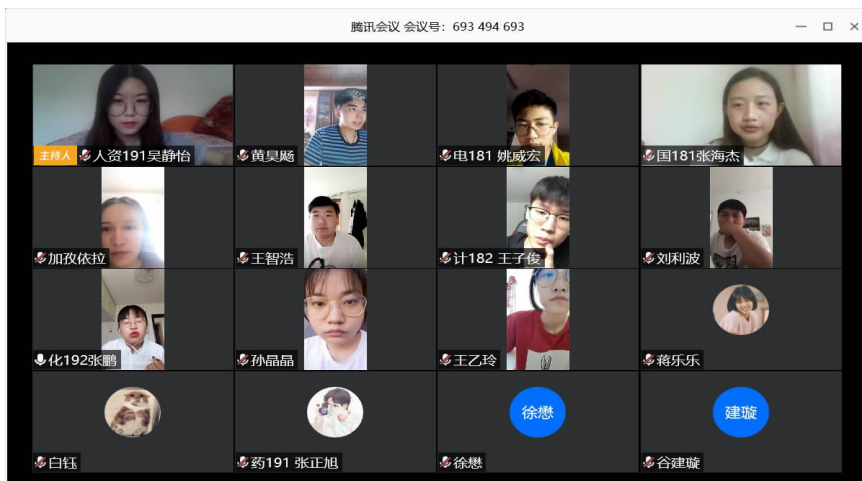 腾讯会议 会议号：693 494 693
主持人 人资191吴静怡
黄昊飏
电181 姚威宏
国181张海杰
加孜依拉
王智浩
计182 王子俊
刘利波
化192张鹏
孙晶晶
王乙玲
蒋乐乐
白钰
药191 张正旭
徐懋
徐懋
建璇
谷建璇